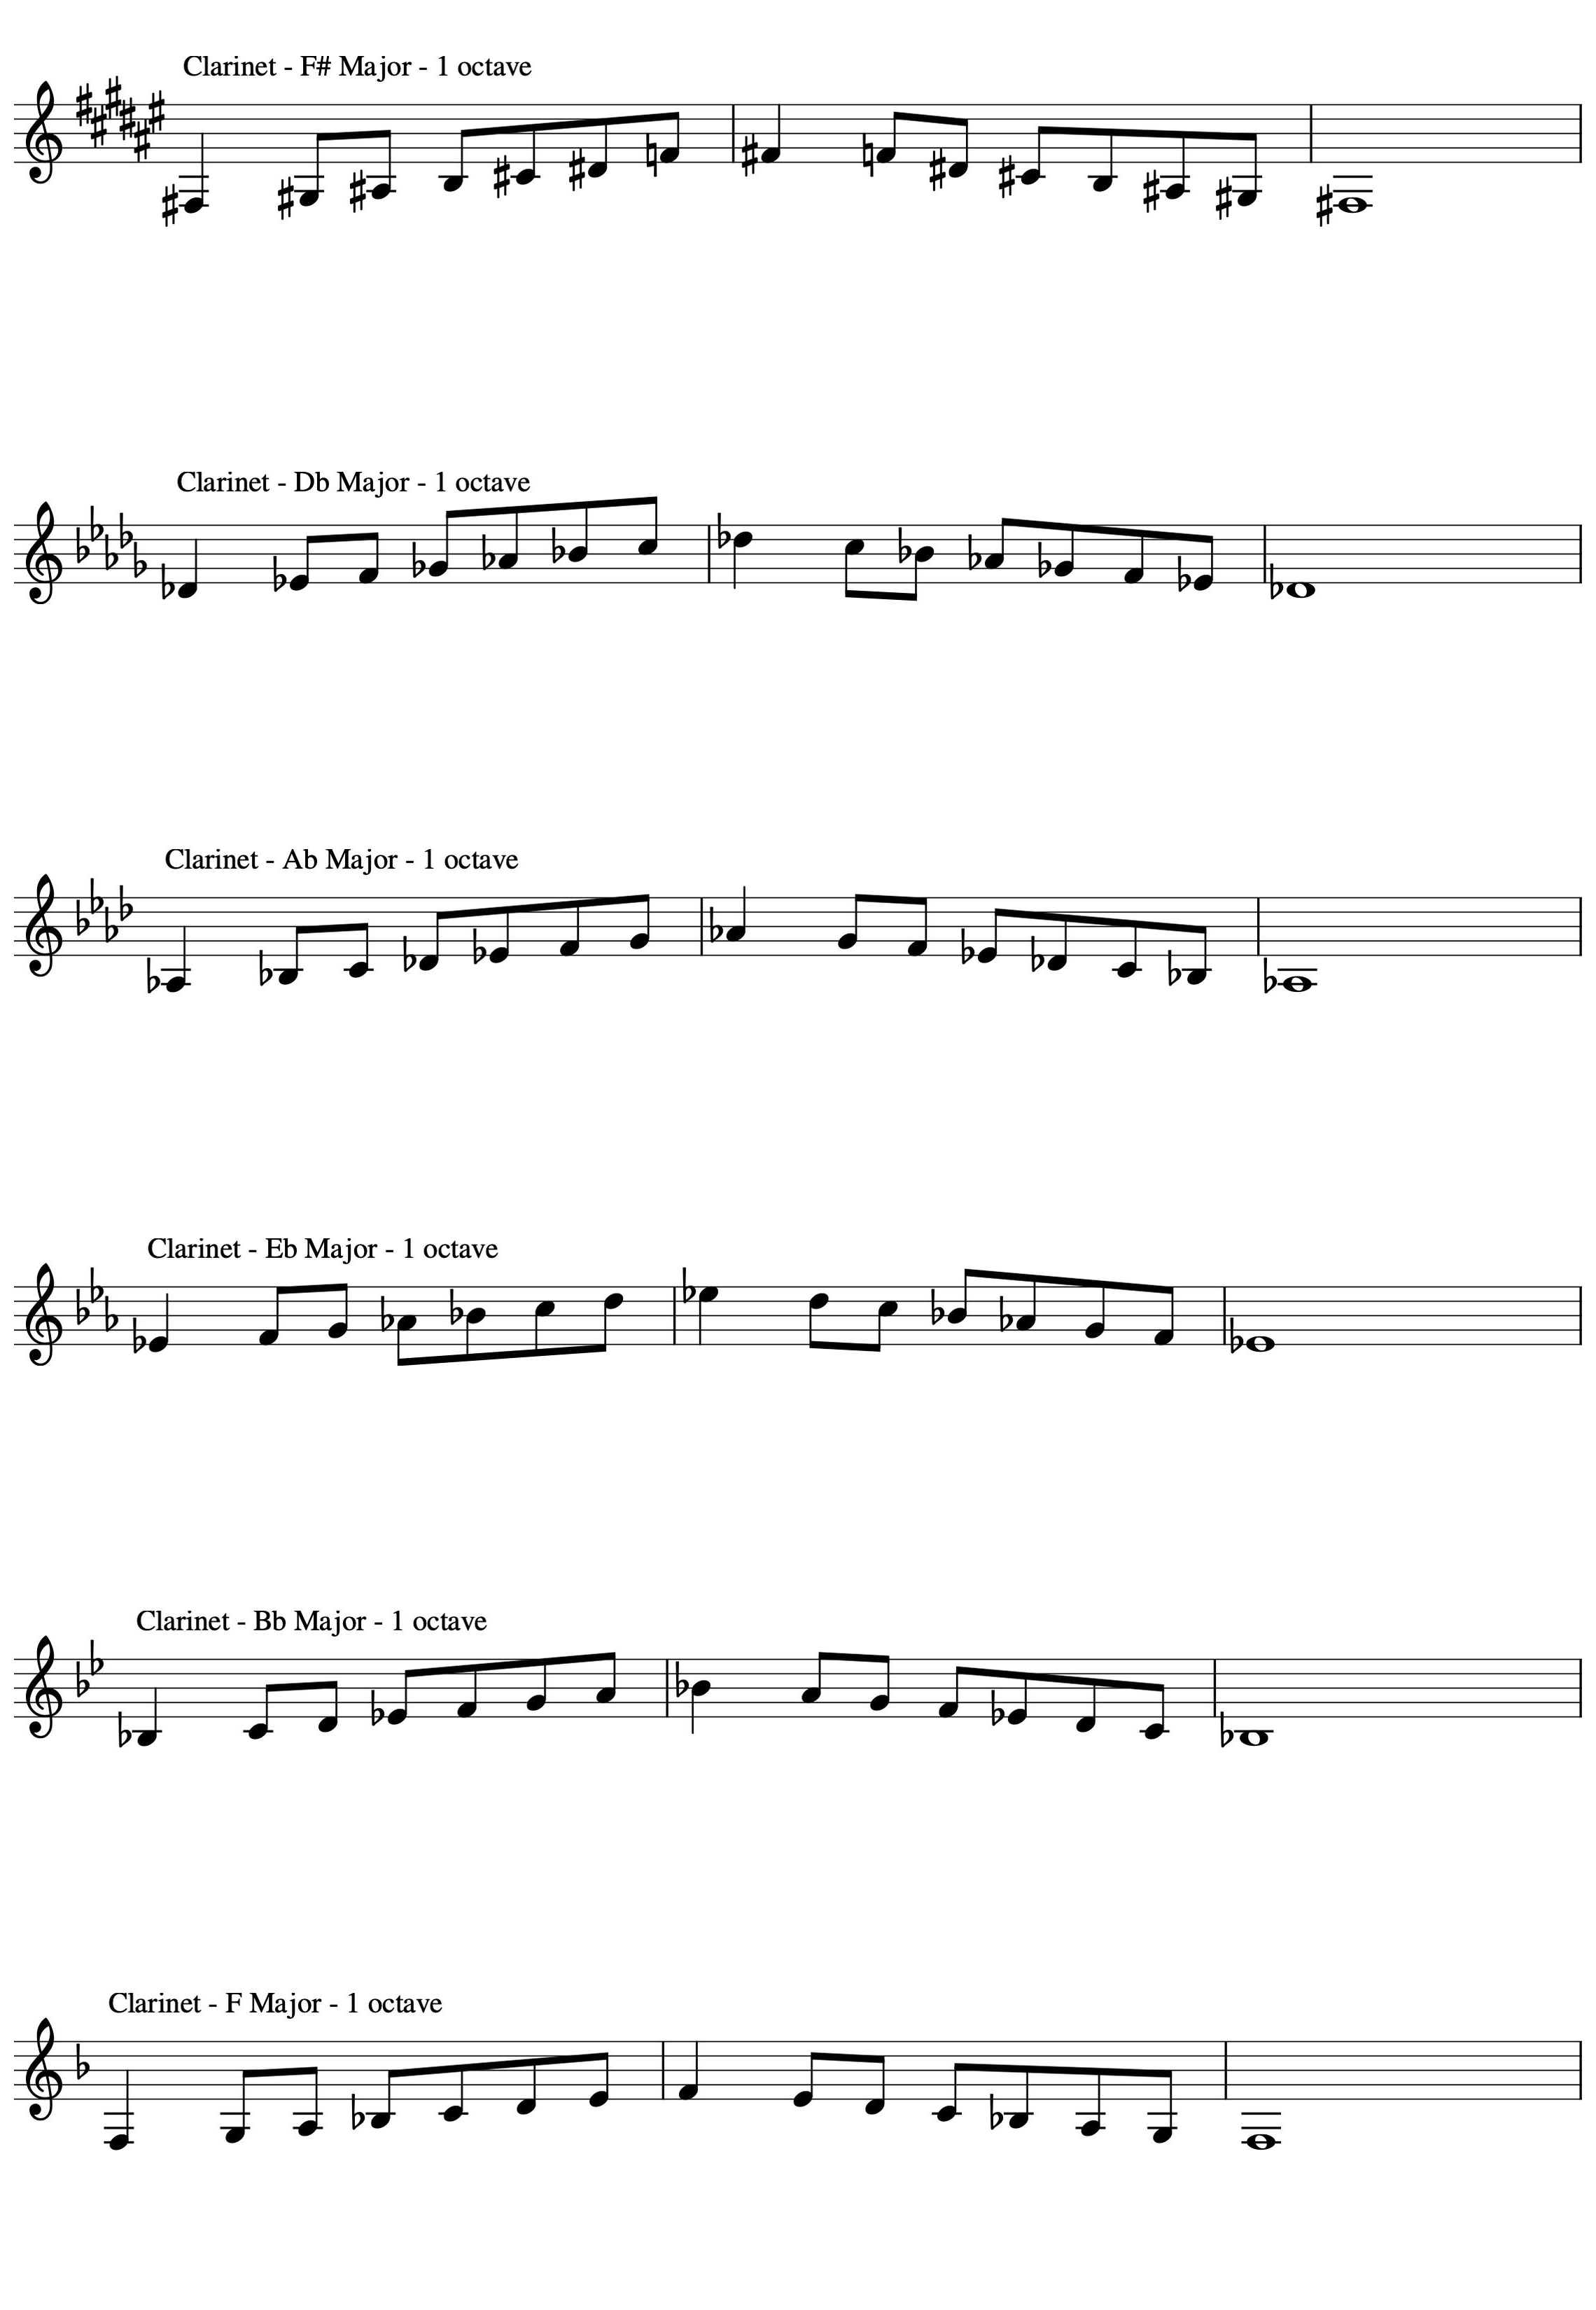 Clarinet - F# Major - 1 octave
Clarinet - Db Major - 1 octave
Clarinet - Ab Major - 1 octave
Clarinet - Eb Major - 1 octave
Clarinet - Bb Major - 1 octave
Clarinet - F Major - 1 octave